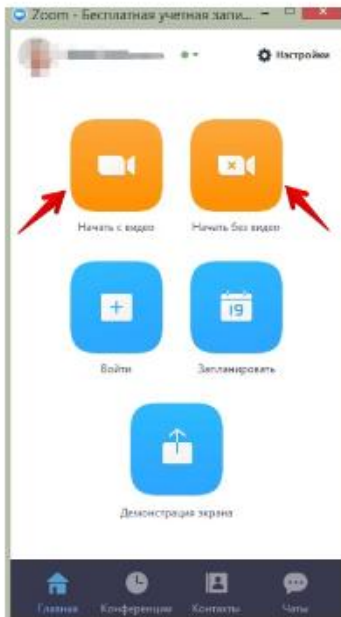 Zoom - Бесплатная учетная запи...
Настройки
Начать с видео
Начать без видео
19
Войти
Запланировать
Демонстрация экрана
Главная
Конференции
Контакты
Чаты